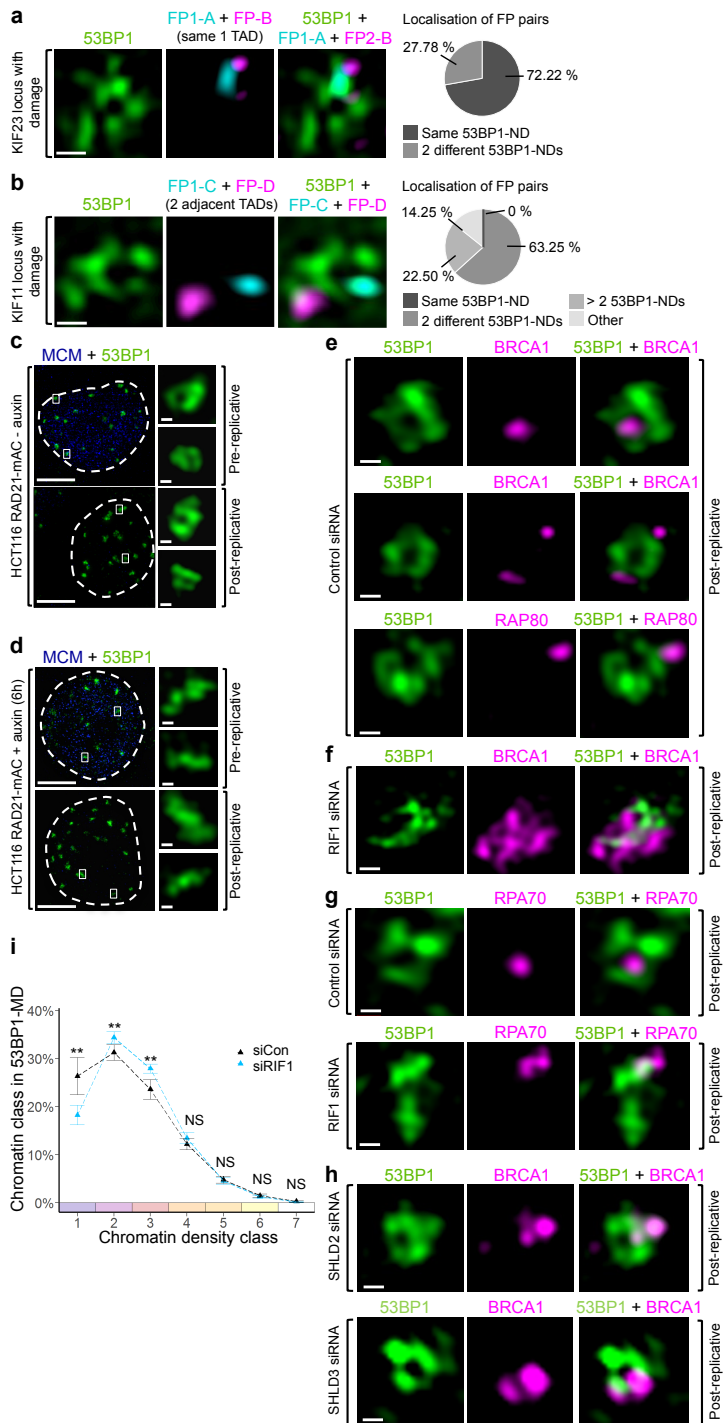 a
53BP1
FP1-A + FP-B
(same 1 TAD)
53BP1 +
FP1-A + FP2-B
KIF23 locus with
damage
Localisation of FP pairs
27.78 %
72.22 %
Same 53BP1-ND
2 different 53BP1-NDs
b
53BP1
FP1-C + FP-D
(2 adjacent TADs)
53BP1 +
FP-C + FP-D
KIF11 locus with
damage
Localisation of FP pairs
14.25 %
0 %
63.25 %
22.50 %
Same 53BP1-ND
> 2 53BP1-NDs
2 different 53BP1-NDs
Other
c
MCM + 53BP1
HCT116 RAD21-mAC - auxin
Pre-replicative
Post-replicative
d
MCM + 53BP1
HCT116 RAD21-mAC + auxin (6h)
Pre-replicative
Post-replicative
e
53BP1
BRCA1
53BP1 + BRCA1
53BP1
BRCA1
53BP1 + BRCA1
53BP1
RAP80
53BP1 + RAP80
Control siRNA
Post-replicative
f
53BP1
BRCA1
53BP1 + BRCA1
RIF1 siRNA
Post-replicative
g
53BP1
RPA70
53BP1 + RPA70
Control siRNA
Post-replicative
53BP1
RPA70
53BP1 + RPA70
RIF1 siRNA
Post-replicative
h
53BP1
BRCA1
53BP1 + BRCA1
SHLD2 siRNA
Post-replicative
53BP1
BRCA1
53BP1 + BRCA1
SHLD3 siRNA
Post-replicative
i
Chromatin class in 53BP1-MD
40%
30%
20%
10%
0%
**
**
**
NS
NS
NS
NS
siCon
siRIF1
1 2 3 4 5 6 7
Chromatin density class